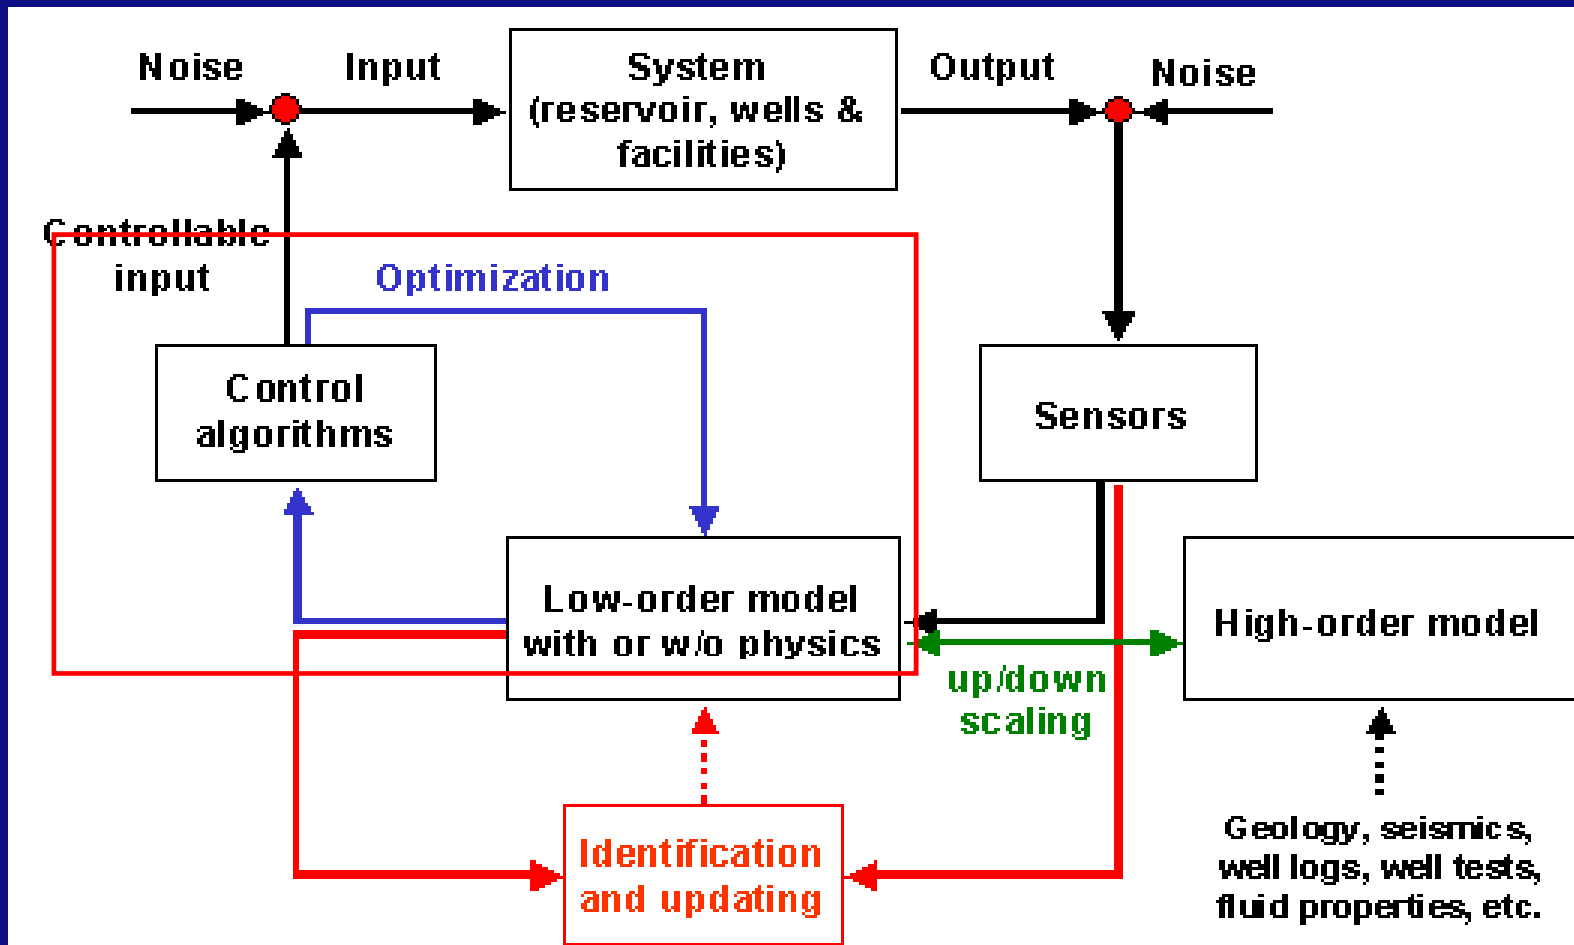 Noise
Input
System
(reservoir, wells &
facilities)
Output
Noise
Controllable
input
Optimization
Control
algorithms
Sensors
Low-order model
with or w/o physics
High-order model
up/down
scaling
Identification
and updating
Geology, seismics,
well logs, well tests,
fluid properties, etc.